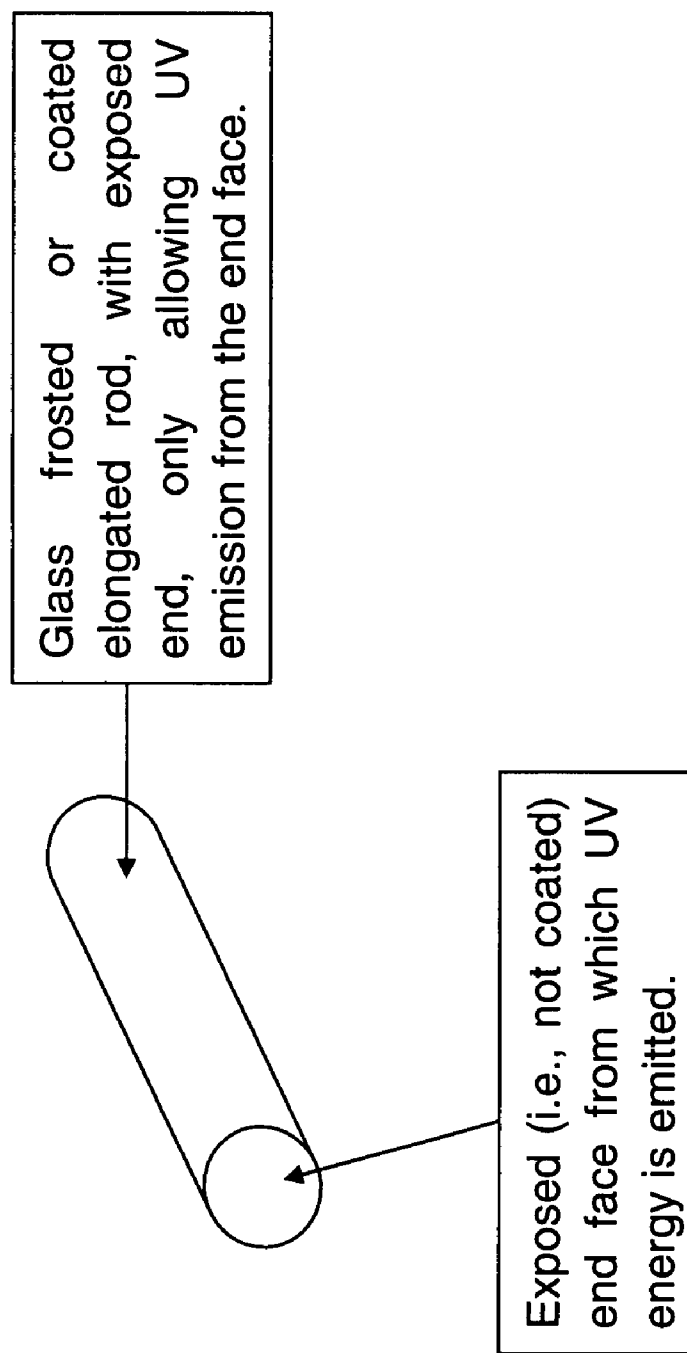 Glass frosted or coated
elongated rod, with exposed
end, only allowing UV
emission from the end face.
Exposed (i.e., not coated)
end face from which UV
energy is emitted.